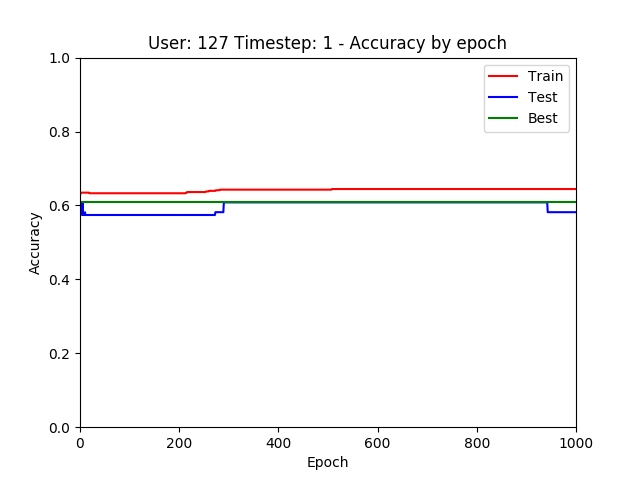 User: 127 Timestep: 1 - Accuracy by epoch
1.0
0.8
0.6
0.4
0.2
0.0
Accuracy
Train
Test
Best
0 200 400 600 800 1000
Epoch